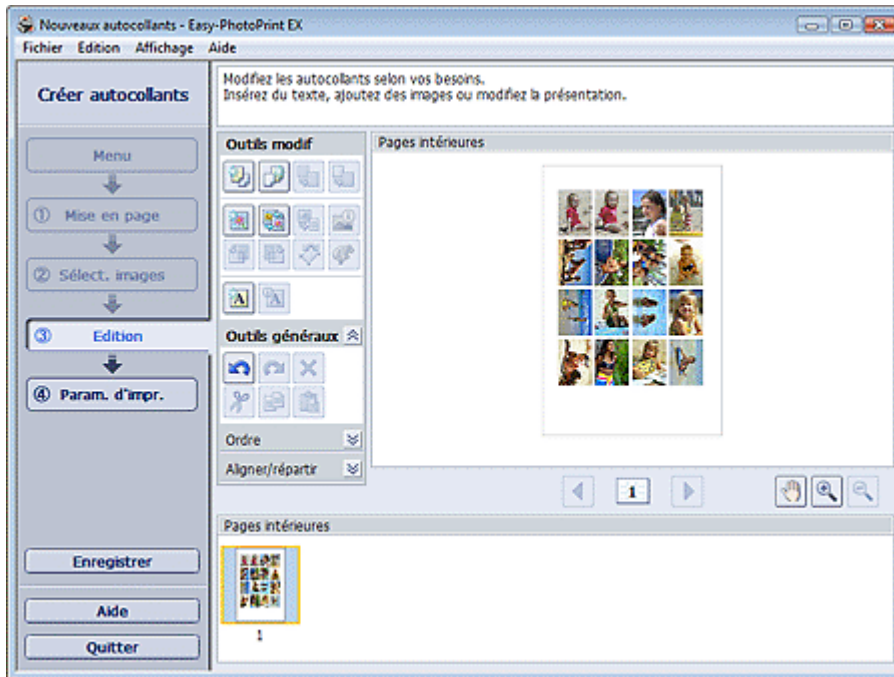 Nouveaux autocollants - Easy-PhotoPrint EX
Fichier Edition Affichage Aide
Créer autocollants
Modifiez les autocollants selon vos besoins.
Insérez du texte, ajoutez des images ou modifiez la présentation.
Menu
① Mise en page
② Sélect. images
③ Edition
④ Param. d'impr.
Enregistrer
Aide
Quitter
Outils modif
A A
Outils généraux
Ordre
Aligner/répartir
Pages intérieures
1
Pages intérieures
1